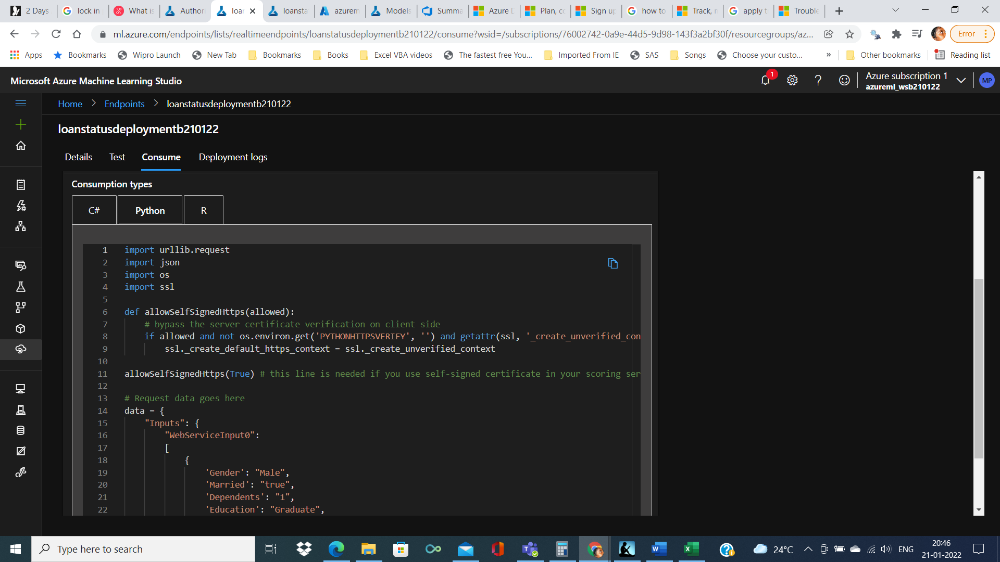 2 Days
lock in
What is
Authori
loar
loansta
azurem
Models
Summa
Azure D
Plan, co
Sign up
how to
Track, m
apply t
Trouble
ml.azure.com/endpoints/lists/realtimeendpoints/loanstatusdeploymentb210122/consume?wsid=/subscriptions/76002742-0a9e-44d5-9d98-143f3a2bf30f/resourcegroups/az...
Error
Apps
Bookmarks
Wipro Launch
New Tab
Bookmarks
Books
Excel VBA videos
The fastest free You...
Imported From IE
SAS
Songs
Choose your custo...
»
Other bookmarks
Reading list
Microsoft Azure Machine Learning Studio
1
Azure subscription 1
azureml_wsb210122
MP
Home > Endpoints > loanstatusdeploymentb210122
loanstatusdeploymentb210122
Details Test Consume Deployment logs
Consumption types
C# Python R
1 import urllib.request
2 import json
3 import os
4 import ssl
5
6 def allowSelfSignedHttps(allowed):
7 # bypass the server certificate verification on client side
8 if allowed and not os.environ.get('PYTHONHTTPSVERIFY', '') and getattr(ssl, '_create_unverified_con
9 ssl._create_default_https_context = ssl._create_unverified_context
10
11 allowSelfSignedHttps(True) # this line is needed if you use self-signed certificate in your scoring ser
12
13 # Request data goes here
14 data = {
15 "Inputs": {
16 "WebServiceInput0":
17 [
18 {
19 'Gender': "Male",
20 'Married': "true",
21 'Dependents': "1",
22 'Education': "Graduate",
Type here to search
24°C
ENG
20:46
21-01-2022